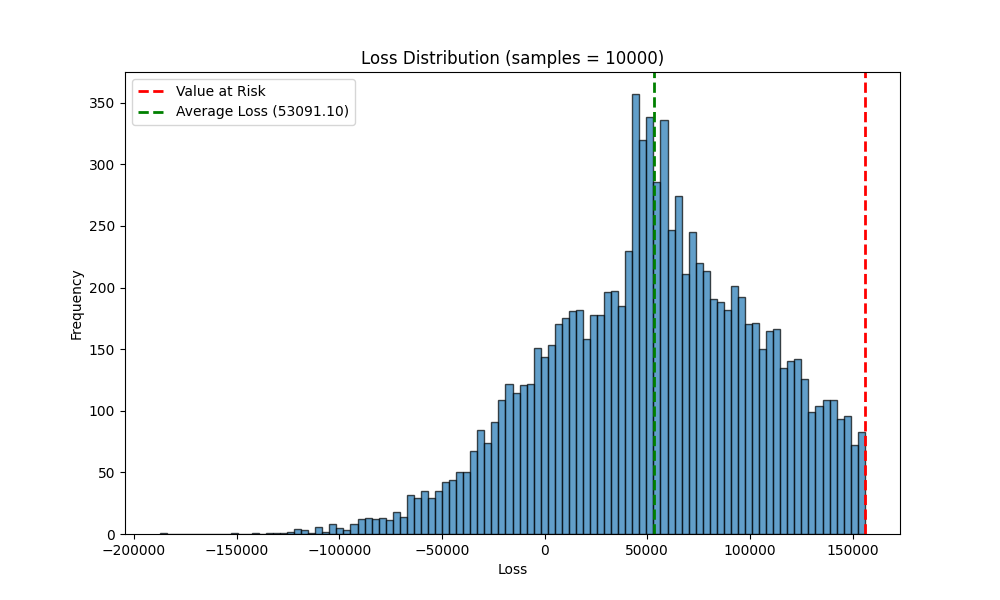 Loss Distribution (samples = 10000)
Value at Risk
Average Loss (53091.10)
350
300
250
200
150
100
50
0
Frequency
−200000 −150000 −100000 −50000 0 50000 100000 150000
Loss